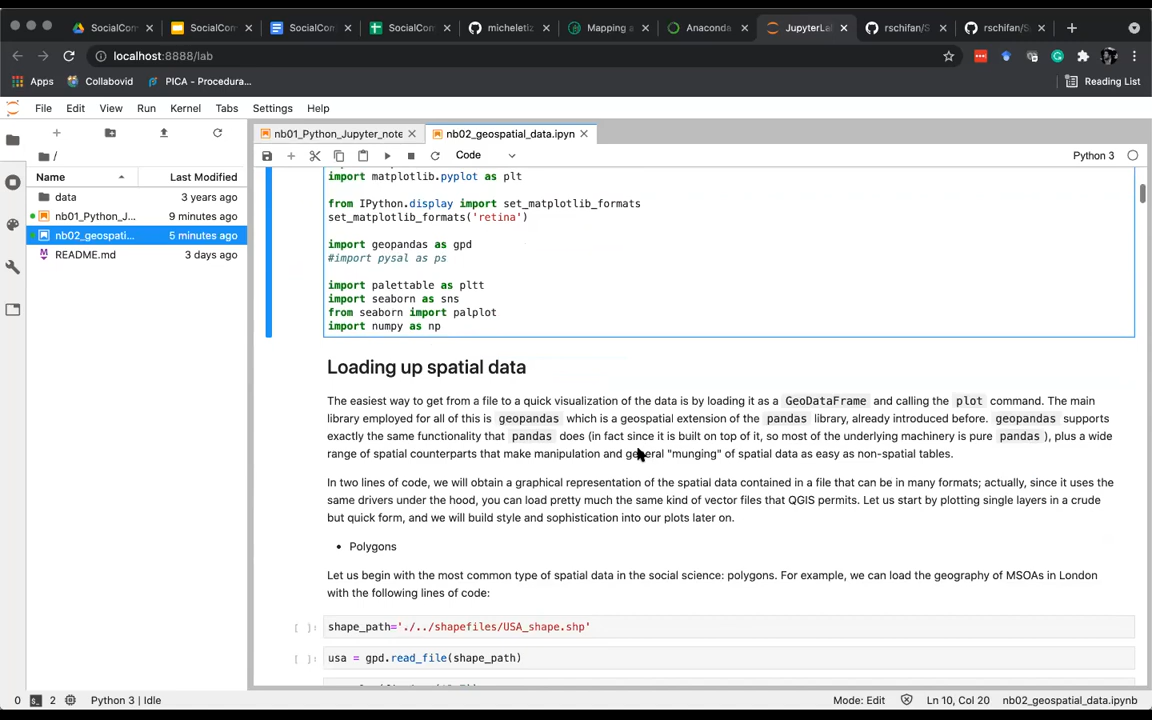 SocialCom
SocialCom
SocialCom
SocialCom
micheletiz
Mapping a
Anaconda
JupyterLa
rschifan/S
rschifan/S
localhost:8888/lab
Apps
Collabovid
PICA - Procedura...
Reading List
File Edit View Run Kernel Tabs Settings Help
nb01_Python_Jupyter_note
nb02_geospatial_data.ipyn
Code
Python 3
/
Name
Last Modified
data
3 years ago
nb01_Python_J...
9 minutes ago
nb02_geospati...
5 minutes ago
README.md
3 days ago
import matplotlib.pyplot as plt
from IPython.display import set_matplotlib_formats
set_matplotlib_formats('retina')
import geopandas as gpd
#import pysal as ps
import palettable as pltt
import seaborn as sns
from seaborn import palplot
import numpy as np
Loading up spatial data
The easiest way to get from a file to a quick visualization of the data is by loading it as a GeoDataFrame and calling the plot command. The main
library employed for all of this is geopandas which is a geospatial extension of the pandas library, already introduced before. geopandas supports
exactly the same functionality that pandas does (in fact since it is built on top of it, so most of the underlying machinery is pure pandas ), plus a wide
range of spatial counterparts that make manipulation and general "munging" of spatial data as easy as non-spatial tables.
In two lines of code, we will obtain a graphical representation of the spatial data contained in a file that can be in many formats; actually, since it uses the
same drivers under the hood, you can load pretty much the same kind of vector files that QGIS permits. Let us start by plotting single layers in a crude
but quick form, and we will build style and sophistication into our plots later on.
• Polygons
Let us begin with the most common type of spatial data in the social science: polygons. For example, we can load the geography of MSOAs in London
with the following lines of code:
[ ]: shape_path='./../shapefiles/USA_shape.shp'
[ ]: usa = gpd.read_file(shape_path)
0
2
Python 3 | Idle
Mode: Edit
Ln 10, Col 20
nb02_geospatial_data.ipynb